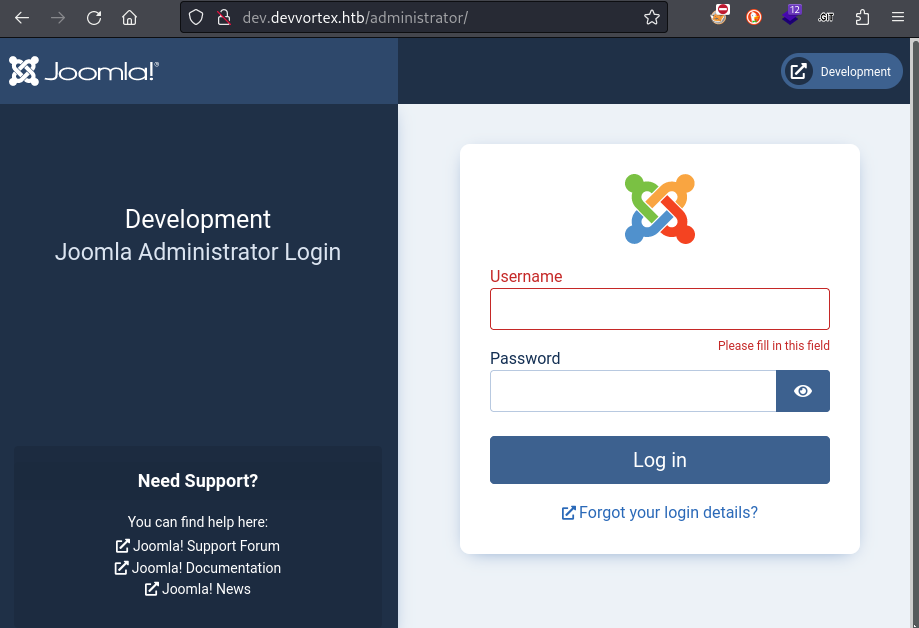 dev.devvortex.htb/administrator/
12
.GIT
Joomla!®
Development
Development
Joomla Administrator Login
Username
Please fill in this field
Password
Log in
Forgot your login details?
Need Support?
You can find help here:
Joomla! Support Forum
Joomla! Documentation
Joomla! News